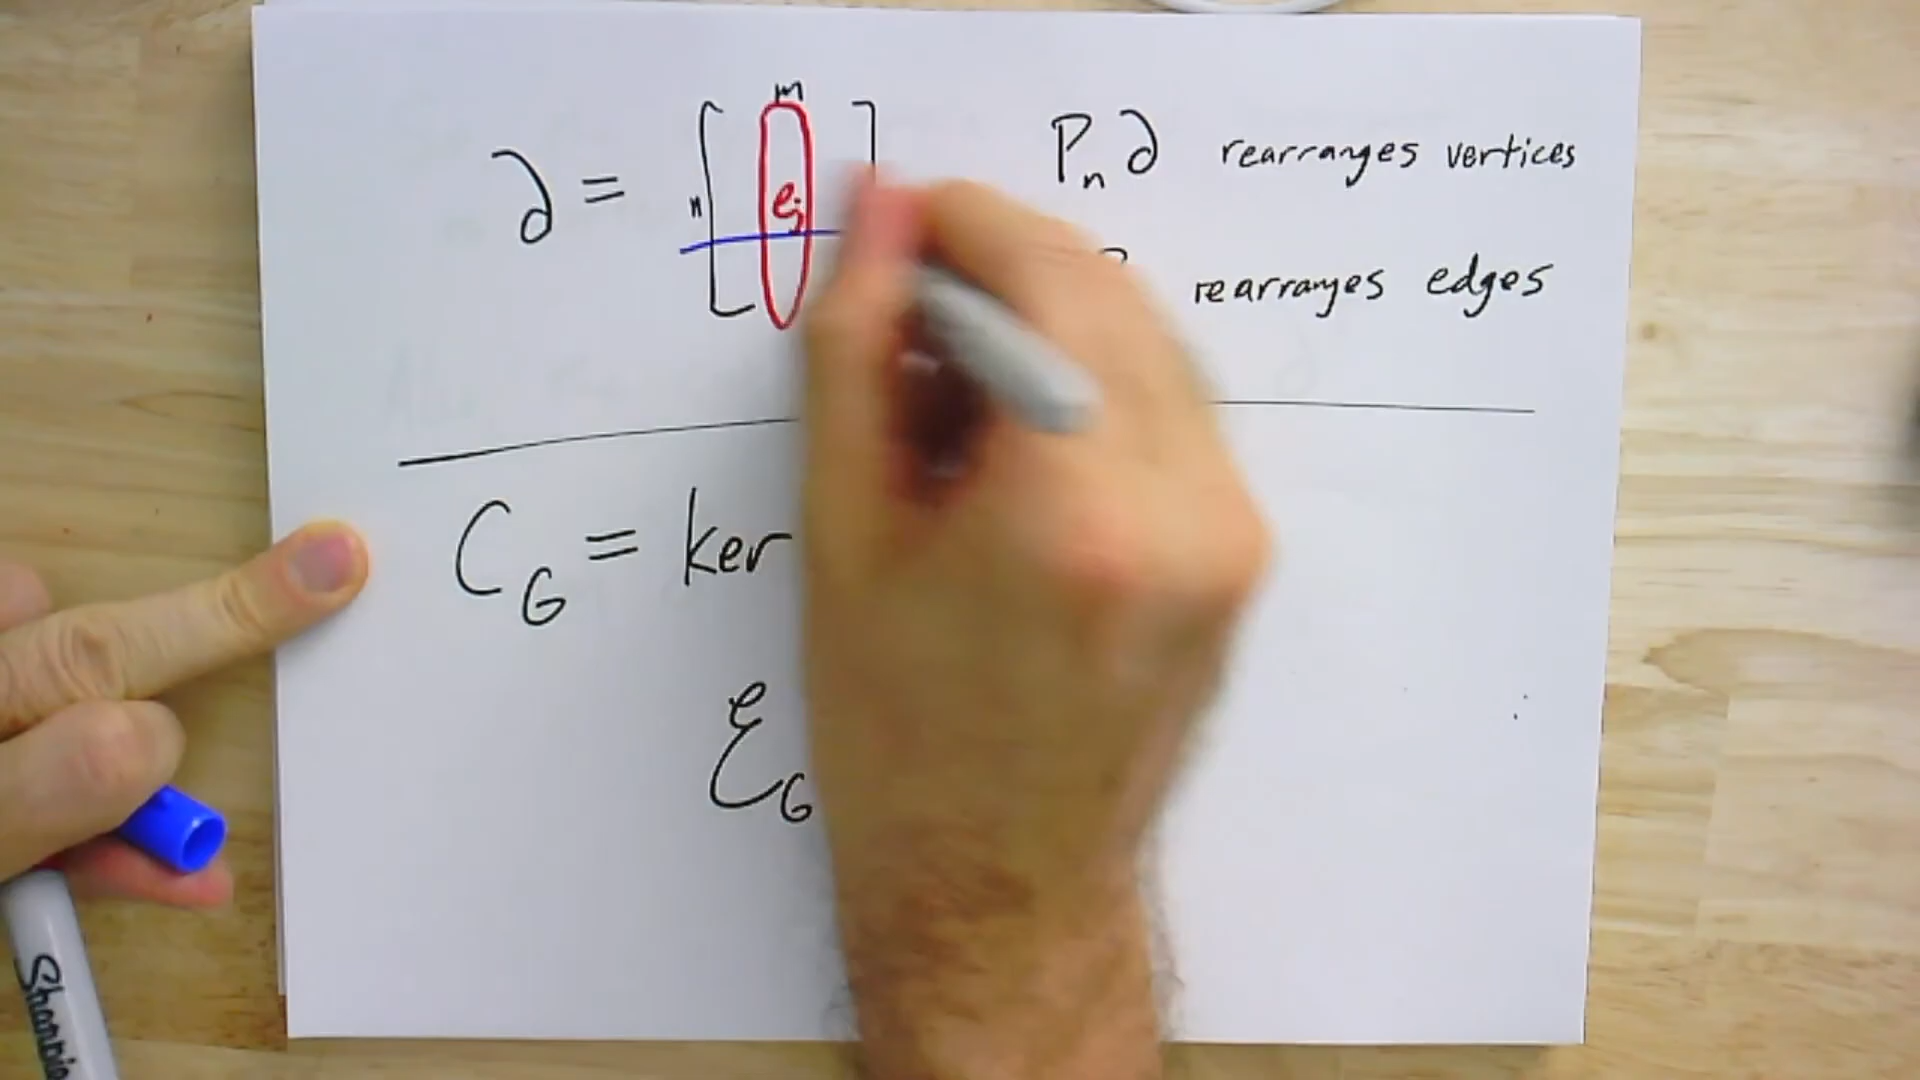 m
∂ = n [ e_j ]
P_n ∂ rearranges vertices
rearranges edges
C_G = ker
ℰ_G
Sharpie